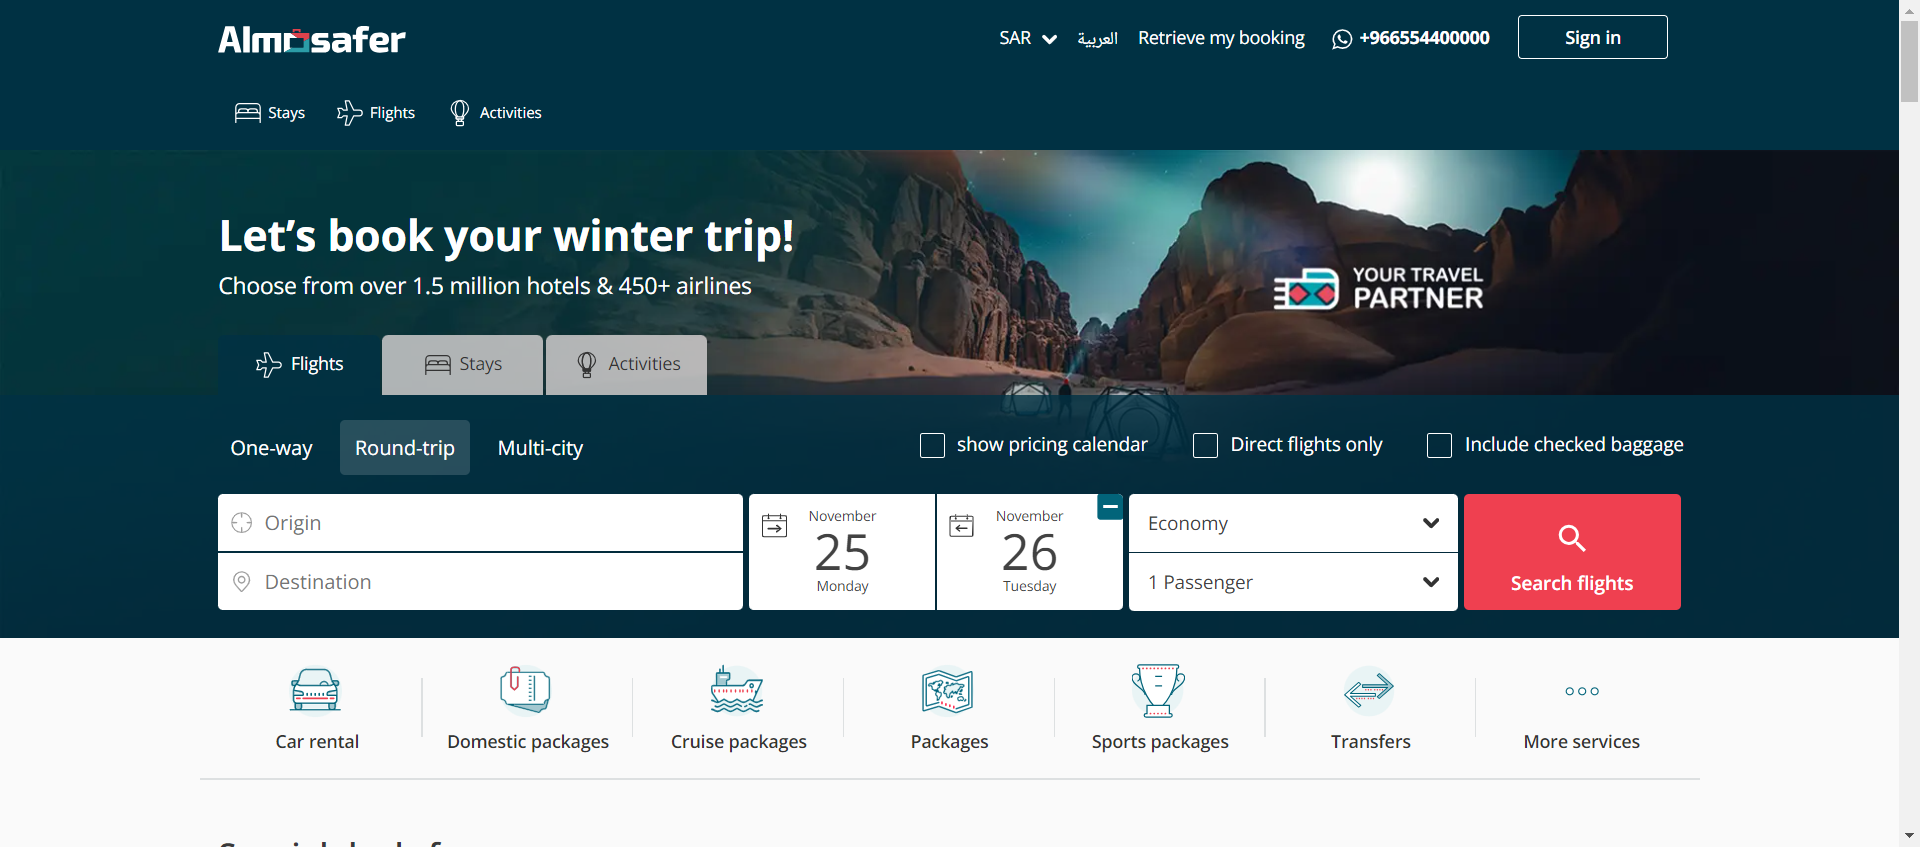 Almosafer
SAR
العربية
Retrieve my booking
+966554400000
Sign in
Stays
Flights
Activities
Let's book your winter trip!
Choose from over 1.5 million hotels & 450+ airlines
YOUR TRAVEL
PARTNER
Flights
Stays
Activities
One-way
Round-trip
Multi-city
show pricing calendar
Direct flights only
Include checked baggage
Origin
Destination
November
25
Monday
November
26
Tuesday
Economy
1 Passenger
Search flights
Car rental
Domestic packages
Cruise packages
Packages
Sports packages
Transfers
More services